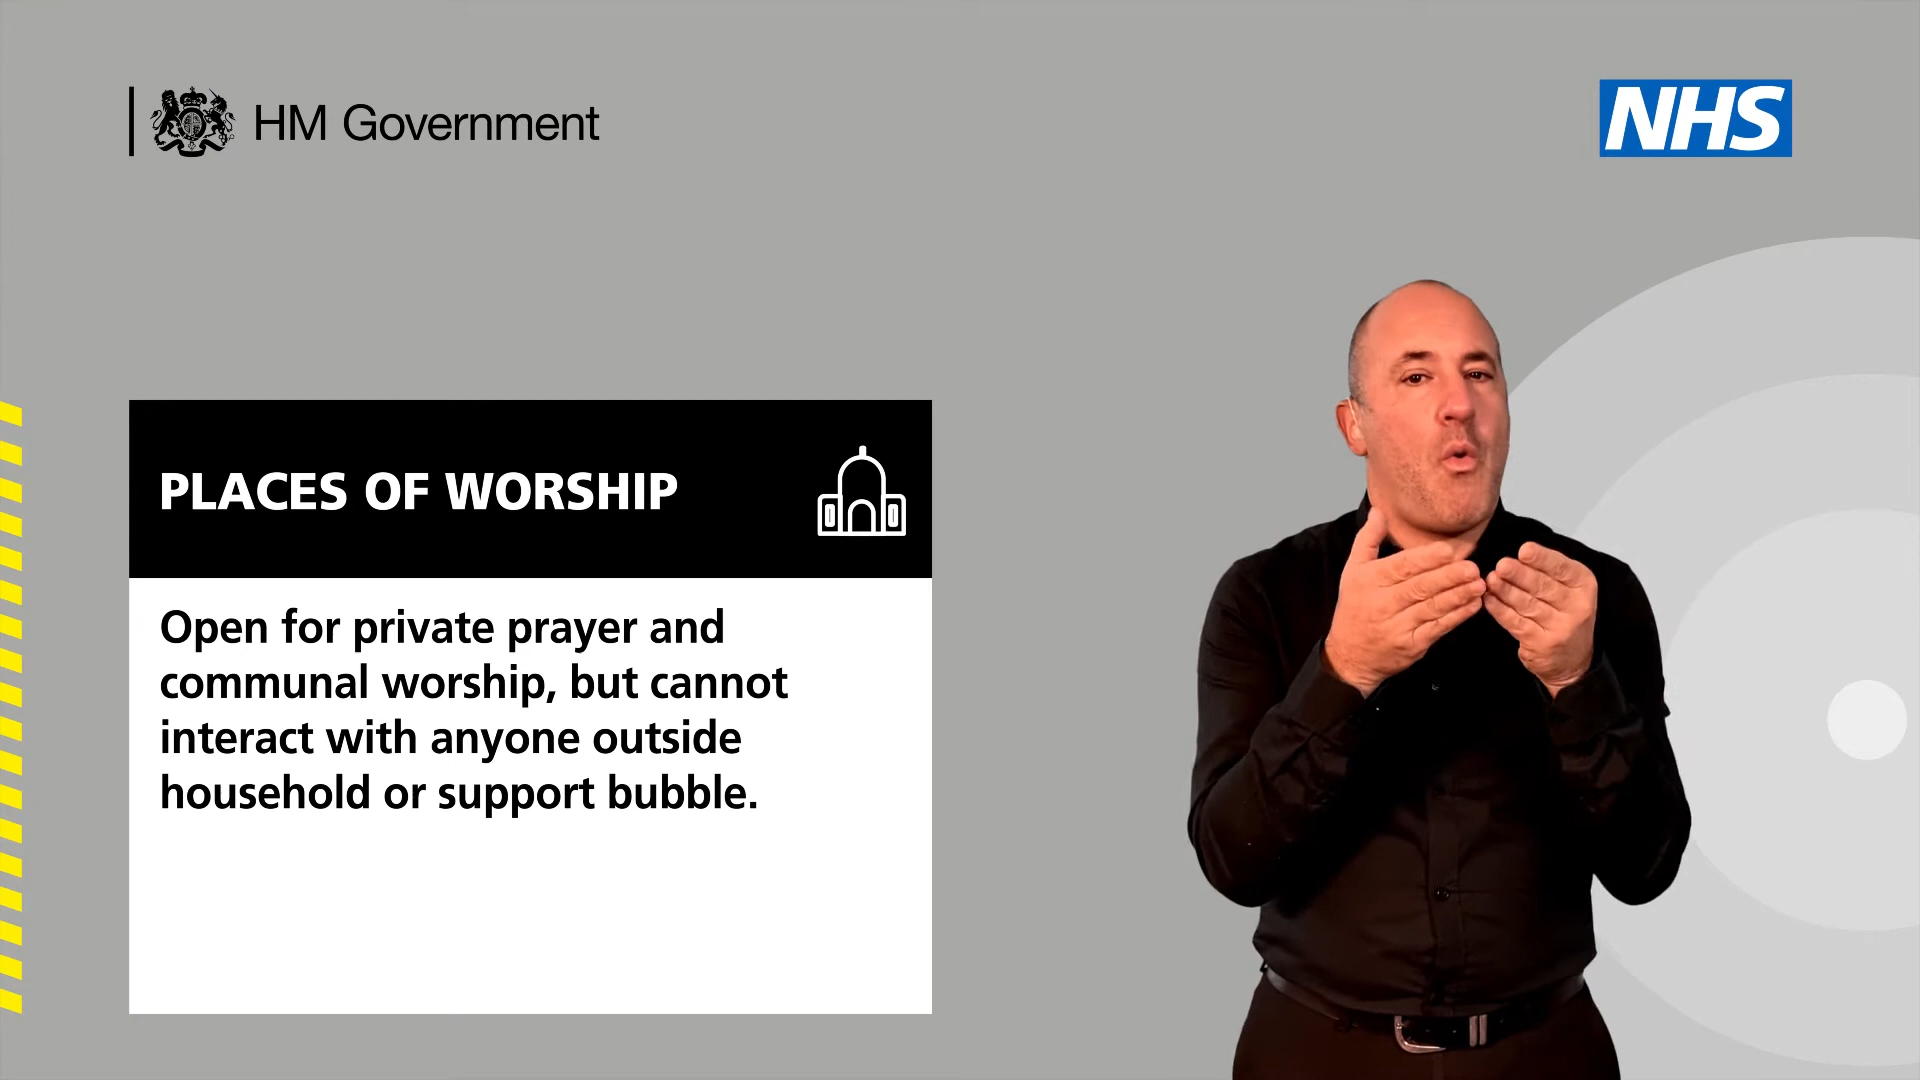 HM Government
NHS
PLACES OF WORSHIP
Open for private prayer and
communal worship, but cannot
interact with anyone outside
household or support bubble.